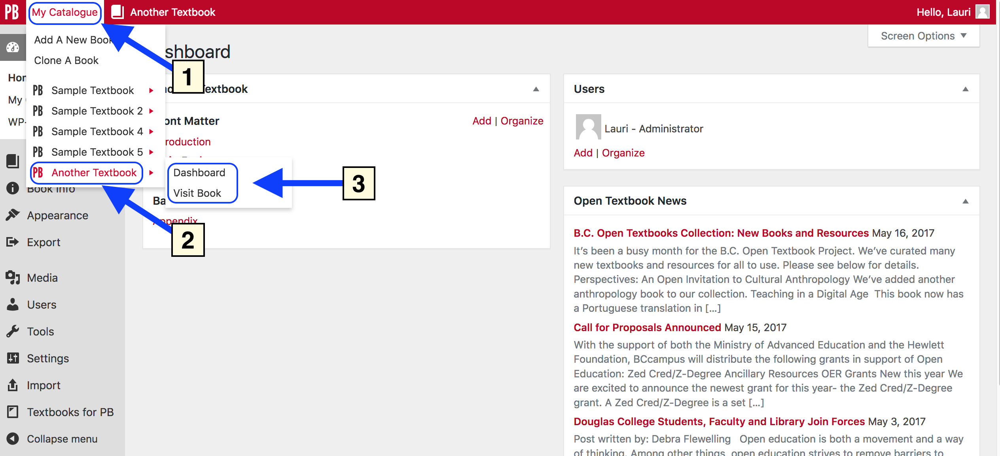 PB My Catalogue Another Textbook Hello, Lauri
Screen Options
Add A New Book
Clone A Book
PB Sample Textbook
PB Sample Textbook 2
PB Sample Textbook 4
PB Sample Textbook 5
PB Another Textbook
Dashboard
Visit Book
1
2
3
shboard
Hor
My
WP-
Book Info
Appearance
Export
Media
Users
Tools
Settings
Import
Textbooks for PB
Collapse menu
extbook
ont Matter Add | Organize
roduction
Ba
Appendix
Users
Lauri - Administrator
Add | Organize
Open Textbook News
B.C. Open Textbooks Collection: New Books and Resources May 16, 2017
It’s been a busy month for the B.C. Open Textbook Project. We’ve curated many
new textbooks and resources for all to use. Please see below for details.
Perspectives: An Open Invitation to Cultural Anthropology We’ve added another
anthropology book to our collection. Teaching in a Digital Age This book now has
a Portuguese translation in [...]
Call for Proposals Announced May 15, 2017
With the support of both the Ministry of Advanced Education and the Hewlett
Foundation, BCcampus will distribute the following grants in support of Open
Education: Zed Cred/Z-Degree Ancillary Resources OER Grants New this year We
are excited to announce the newest grant for this year- the Zed Cred/Z-Degree
grant. A Zed Cred/Z-Degree is a set [...]
Douglas College Students, Faculty and Library Join Forces May 3, 2017
Post written by: Debra Flewelling Open education is both a movement and a way
of thinking. Among other things, open education strives to remove barriers to